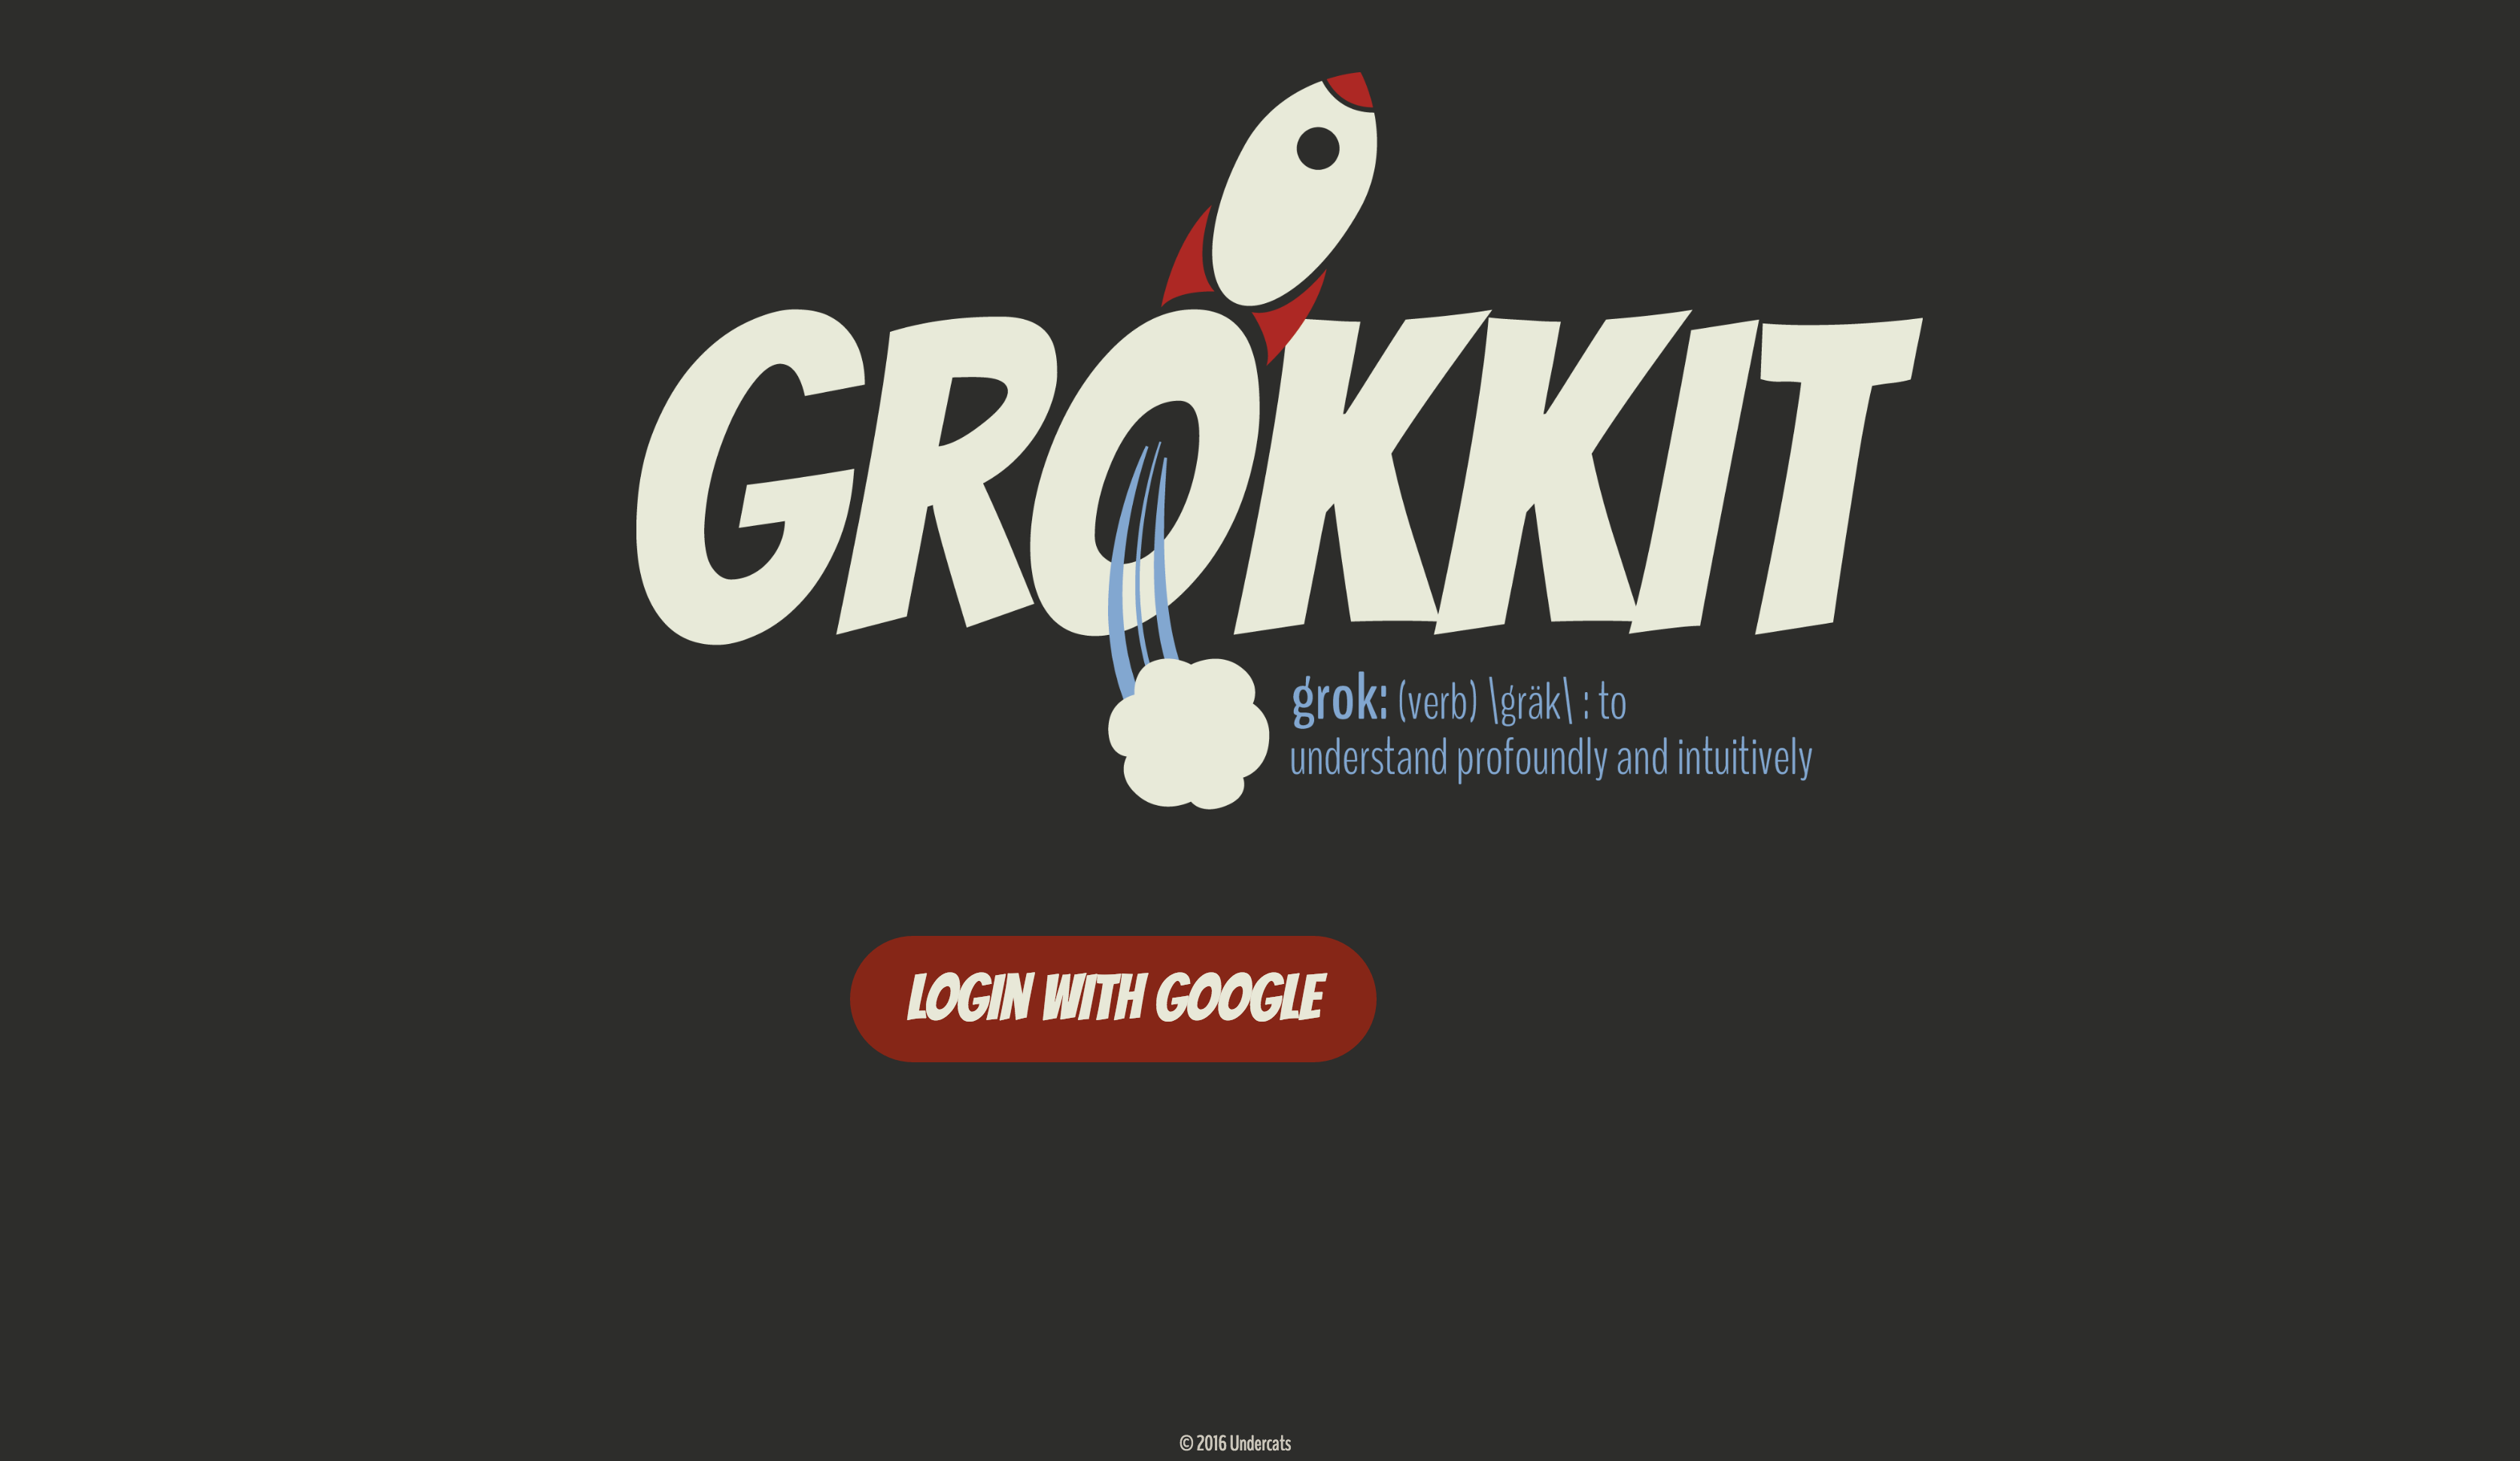 GROKKIT
grok: (verb) \gräk\ : to
understand profoundly and intuitively
LOGIN WITH GOOGLE
© 2016 Undercats